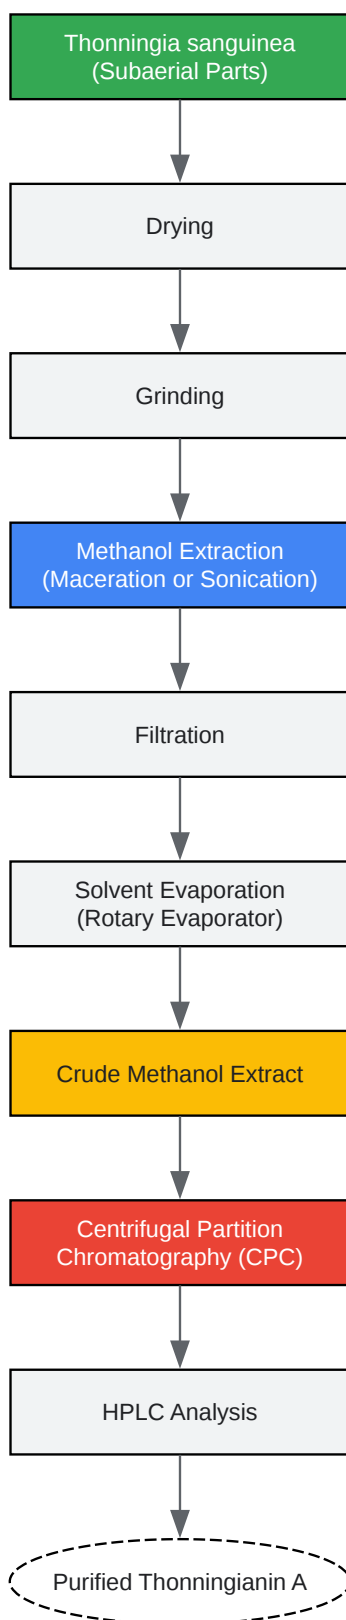 Thonningia sanguinea
(Subaerial Parts)
Drying
Grinding
Methanol Extraction
(Maceration or Sonication)
Filtration
Solvent Evaporation
(Rotary Evaporator)
Crude Methanol Extract
Centrifugal Partition
Chromatography (CPC)
HPLC Analysis
Purified Thonningianin A